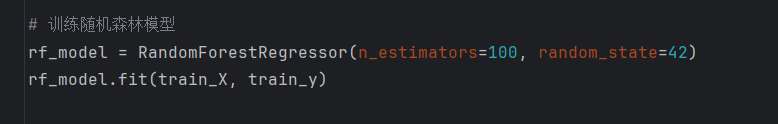 # 训练随机森林模型
rf_model = RandomForestRegressor(n_estimators=100, random_state=42)
rf_model.fit(train_X, train_y)